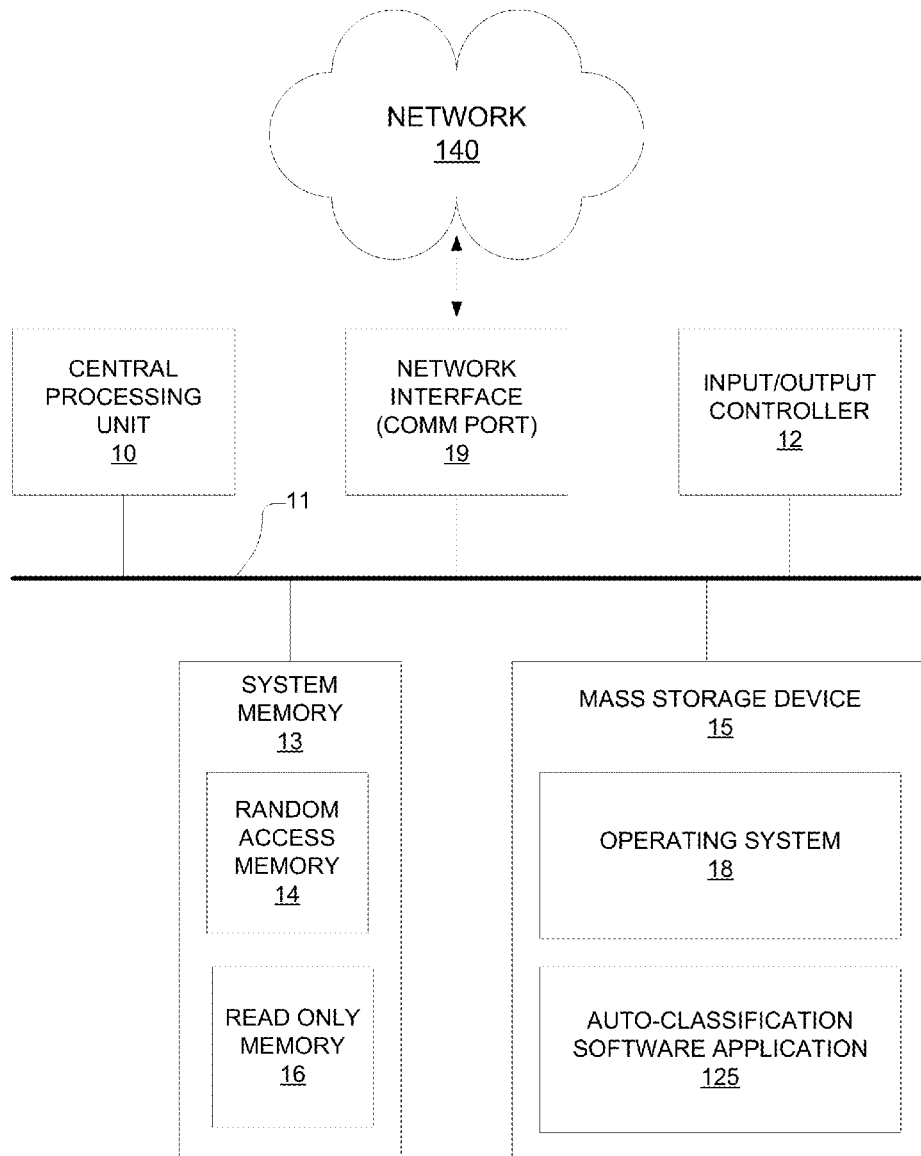 NETWORK
140
CENTRAL
PROCESSING
UNIT
10
NETWORK
INTERFACE
(COMM PORT)
19
INPUT/OUTPUT
CONTROLLER
12
11
SYSTEM
MEMORY
13
RANDOM
ACCESS
MEMORY
14
READ ONLY
MEMORY
16
MASS STORAGE DEVICE
15
OPERATING SYSTEM
18
AUTO-CLASSIFICATION
SOFTWARE APPLICATION
125